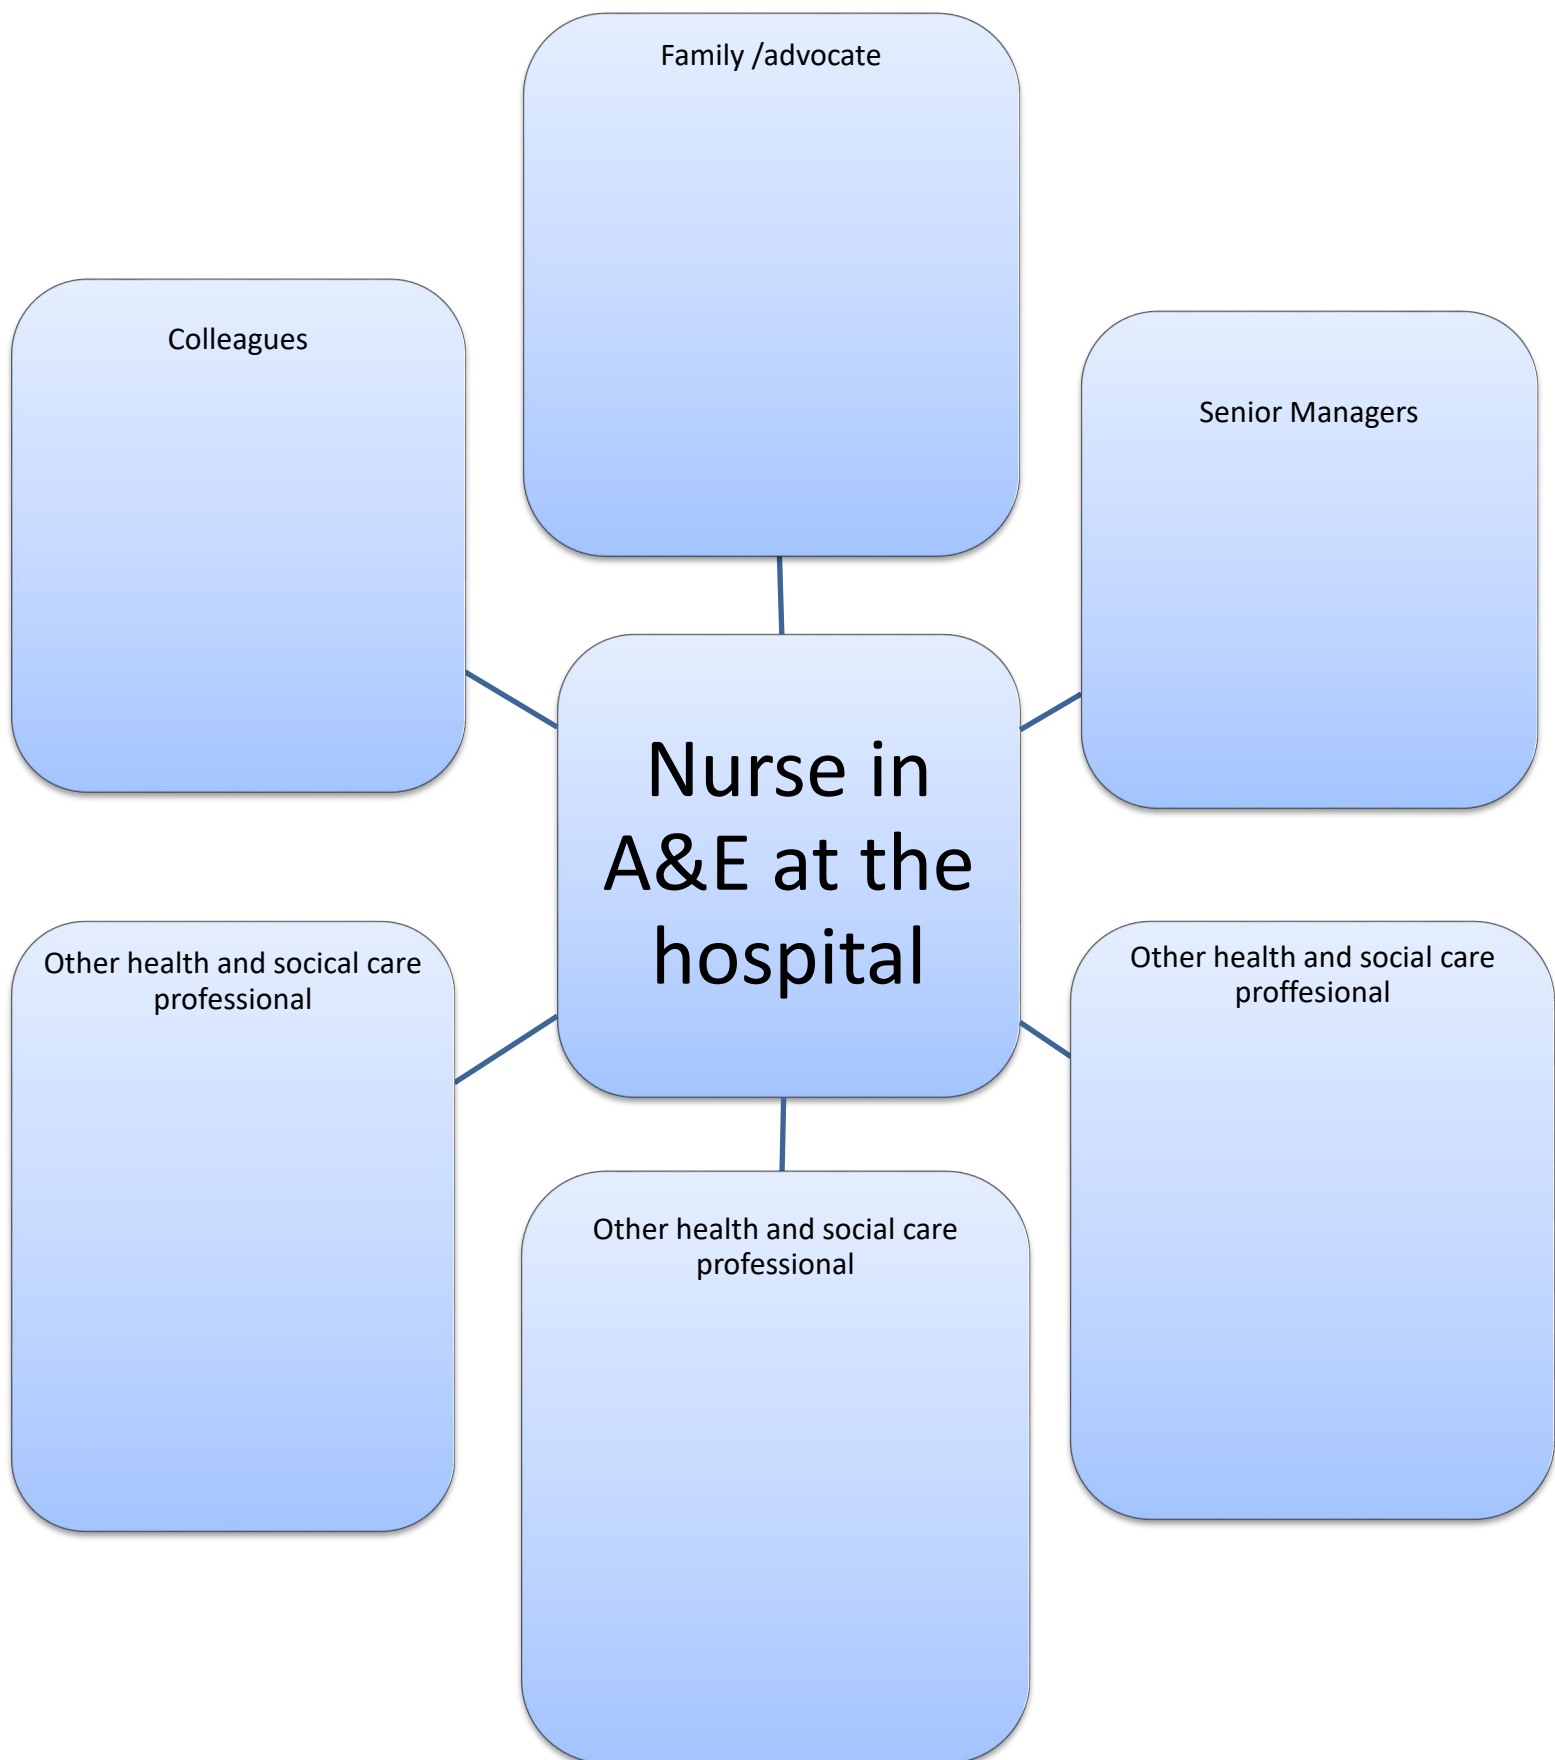 Family /advocate
Colleagues
Senior Managers
Nurse in
A&E at the
hospital
Other health and socical care
professional
Other health and social care
proffesional
Other health and social care
professional